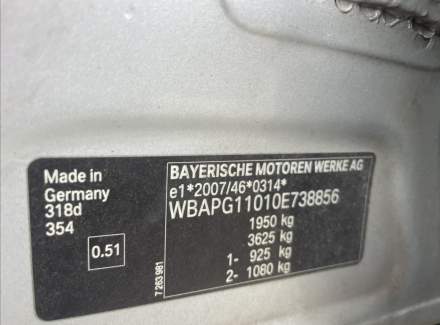 Made in
Germany
318d
354
0.51
BAYERISCHE MOTOREN WERKE AG
e1*2007/46*0314*
WBAPG11010E738856
1950 kg
3625 kg
1- 925 kg
2- 1080 kg
7 263 981